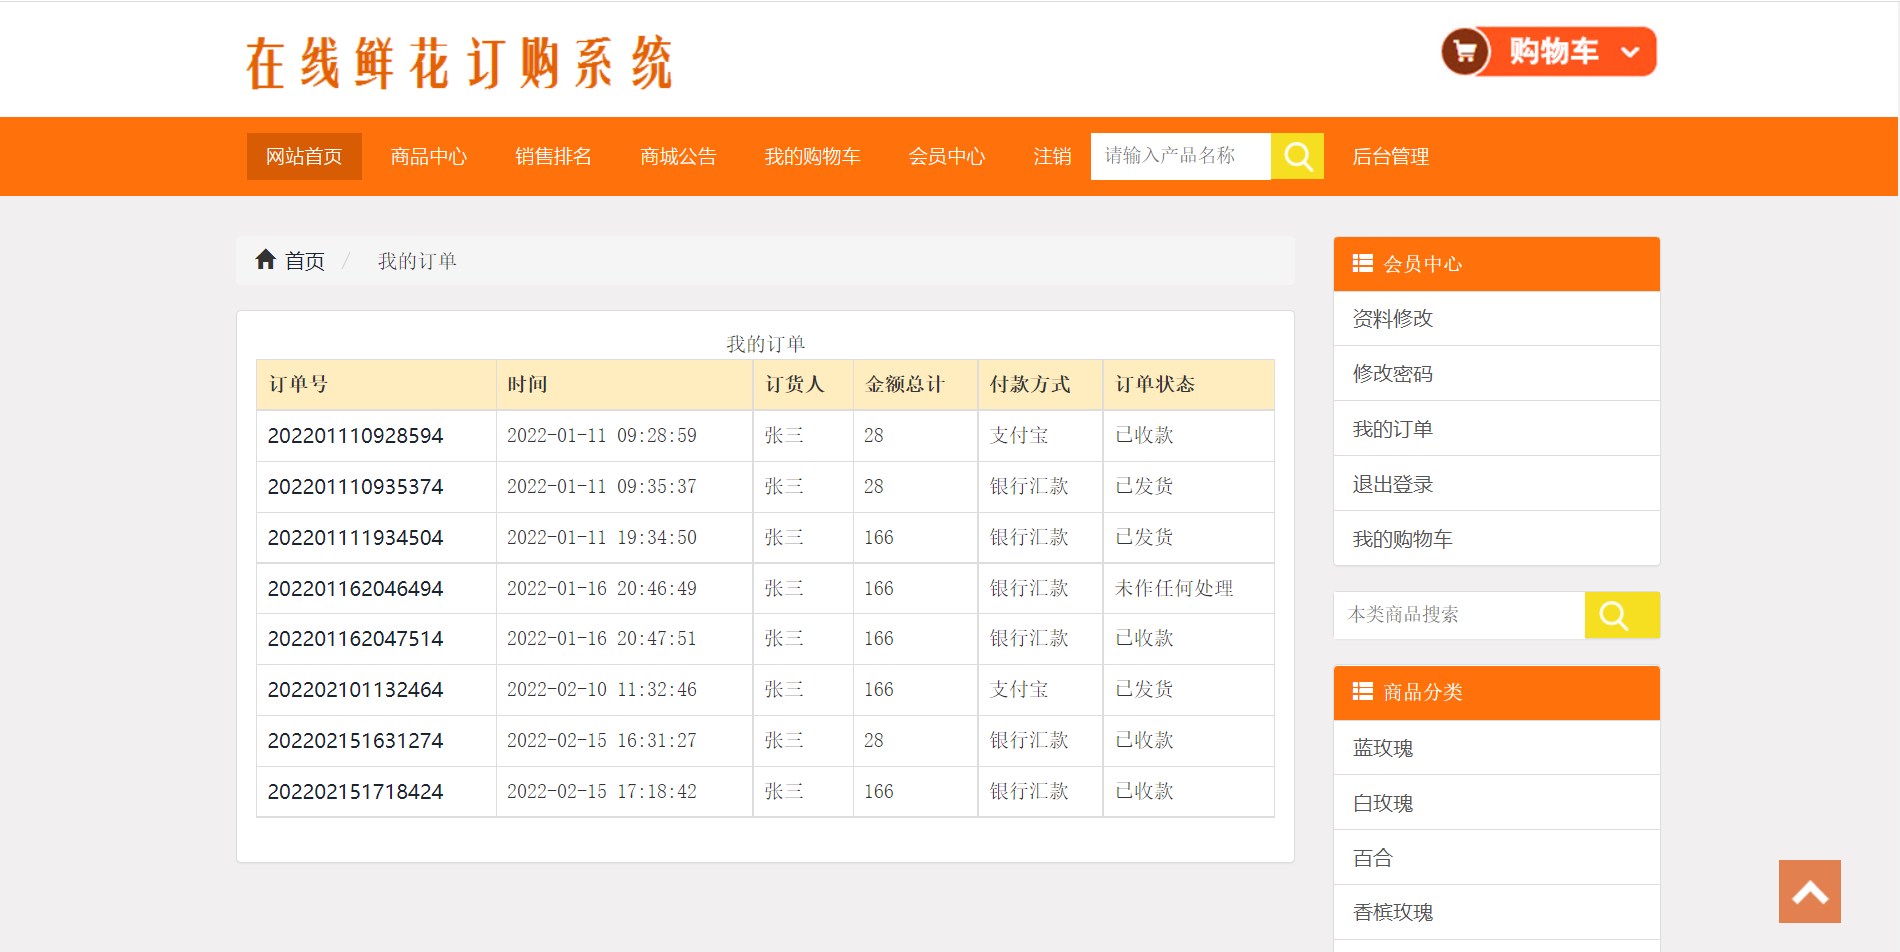 在线鲜花订购系统
购物车
网站首页 商品中心 销售排名 商城公告 我的购物车 会员中心 注销 请输入产品名称 后台管理
首页 / 我的订单
我的订单
订单号 时间 订货人 金额总计 付款方式 订单状态
202201110928594 2022-01-11 09:28:59 张三 28 支付宝 已收款
202201110935374 2022-01-11 09:35:37 张三 28 银行汇款 已发货
202201111934504 2022-01-11 19:34:50 张三 166 银行汇款 已发货
202201162046494 2022-01-16 20:46:49 张三 166 银行汇款 未作任何处理
202201162047514 2022-01-16 20:47:51 张三 166 银行汇款 已收款
202202101132464 2022-02-10 11:32:46 张三 166 支付宝 已发货
202202151631274 2022-02-15 16:31:27 张三 28 银行汇款 已收款
202202151718424 2022-02-15 17:18:42 张三 166 银行汇款 已收款
会员中心
资料修改
修改密码
我的订单
退出登录
我的购物车
本类商品搜索
商品分类
蓝玫瑰
白玫瑰
百合
香槟玫瑰